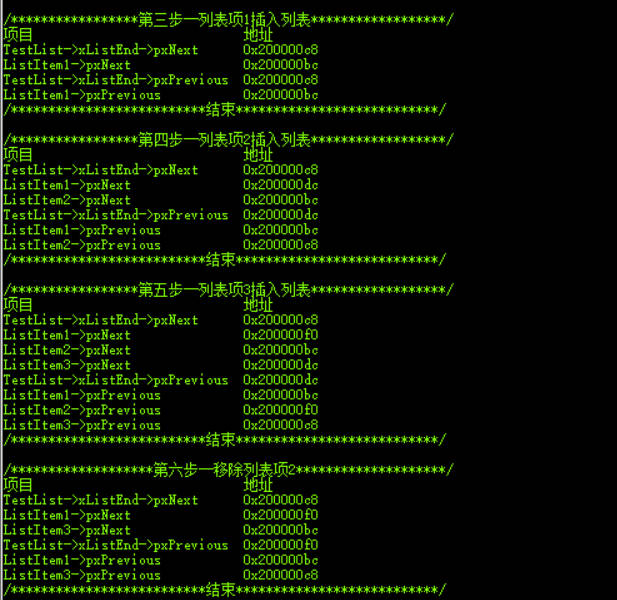 /*****************第三步一列表项1插入列表******************/
项目 地址
TestList->xListEnd->pxNext 0x200000c8
ListItem1->pxNext 0x200000bc
TestList->xListEnd->pxPrevious 0x200000c8
ListItem1->pxPrevious 0x200000bc
/**************************结束***************************/
/*****************第四步一列表项2插入列表******************/
项目 地址
TestList->xListEnd->pxNext 0x200000c8
ListItem1->pxNext 0x200000dc
ListItem2->pxNext 0x200000bc
TestList->xListEnd->pxPrevious 0x200000dc
ListItem1->pxPrevious 0x200000bc
ListItem2->pxPrevious 0x200000c8
/**************************结束***************************/
/*****************第五步一列表项3插入列表******************/
项目 地址
TestList->xListEnd->pxNext 0x200000c8
ListItem1->pxNext 0x200000f0
ListItem2->pxNext 0x200000bc
ListItem3->pxNext 0x200000dc
TestList->xListEnd->pxPrevious 0x200000dc
ListItem1->pxPrevious 0x200000bc
ListItem2->pxPrevious 0x200000f0
ListItem3->pxPrevious 0x200000c8
/**************************结束***************************/
/*******************第六步一移除列表项2********************/
项目 地址
TestList->xListEnd->pxNext 0x200000c8
ListItem1->pxNext 0x200000f0
ListItem3->pxNext 0x200000bc
TestList->xListEnd->pxPrevious 0x200000f0
ListItem1->pxPrevious 0x200000bc
ListItem3->pxPrevious 0x200000c8
/**************************结束***************************/